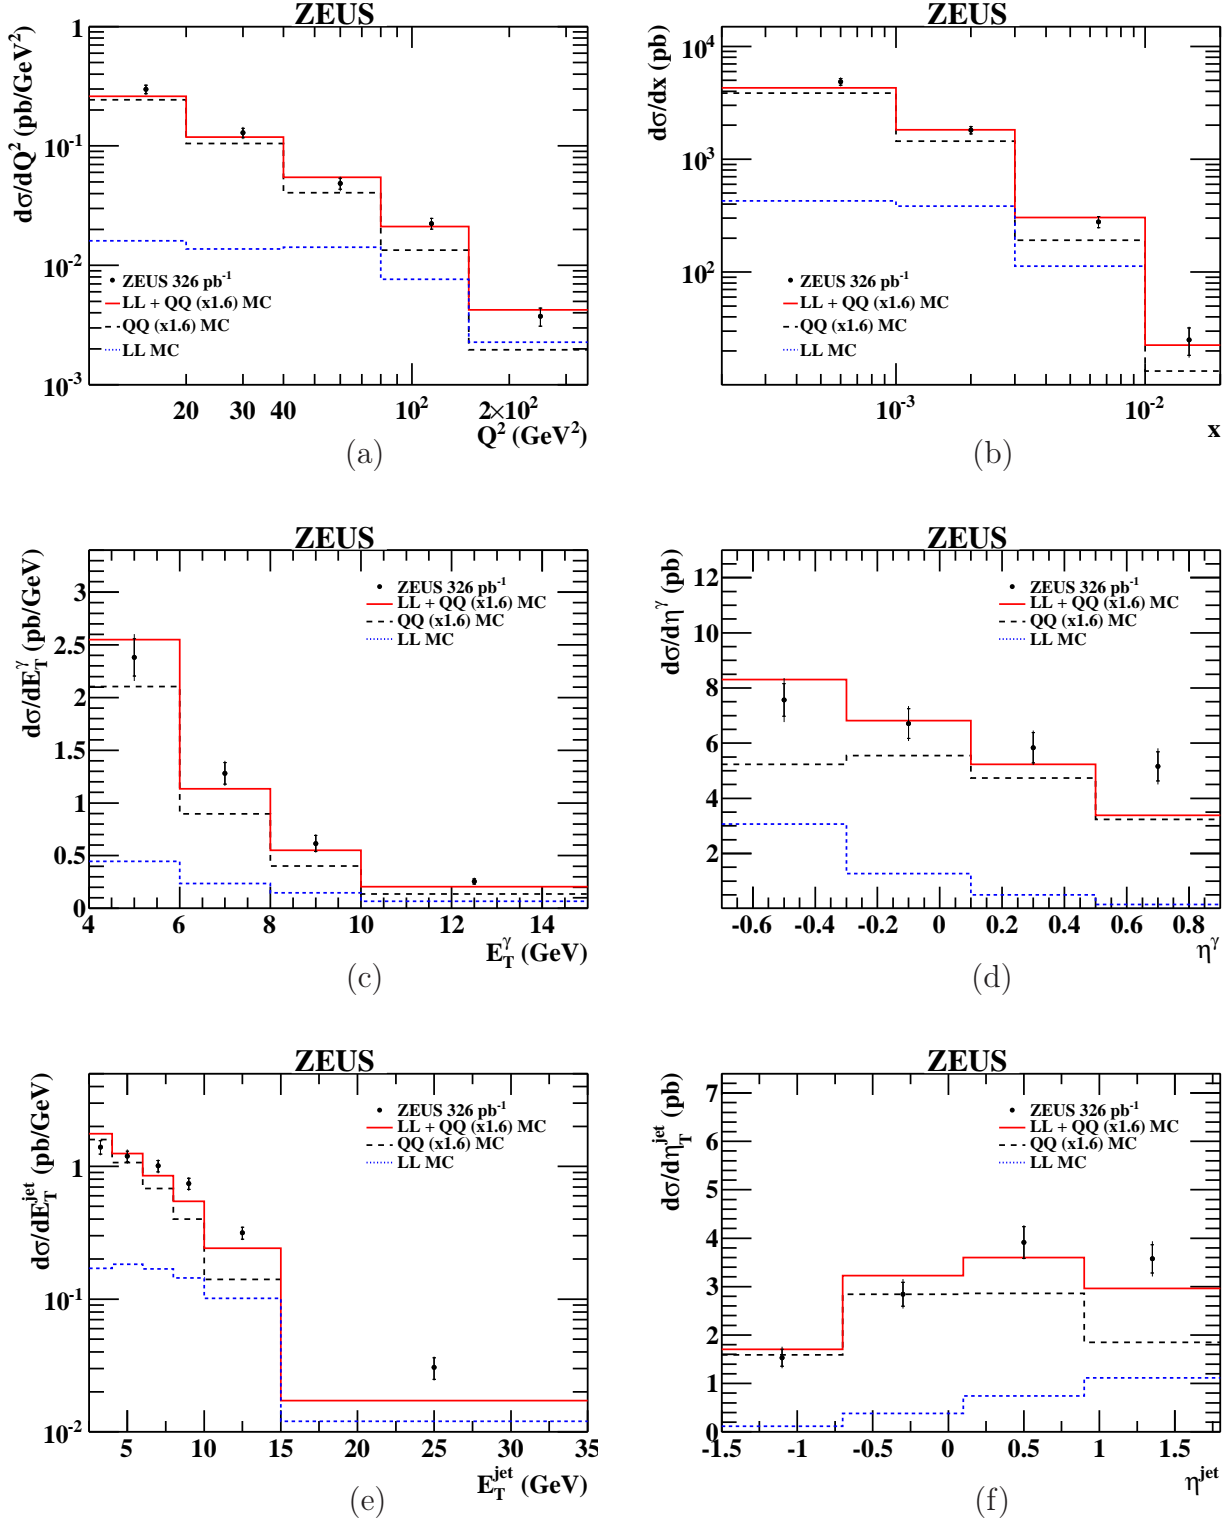 ZEUS
dσ/dQ² (pb/GeV²)
1
10⁻¹
10⁻²
10⁻³
ZEUS 326 pb⁻¹
LL + QQ (x1.6) MC
QQ (x1.6) MC
LL MC
20 30 40 10² 2×10²
Q² (GeV²)
(a)
ZEUS
dσ/dx (pb)
10⁴
10³
10²
ZEUS 326 pb⁻¹
LL + QQ (x1.6) MC
QQ (x1.6) MC
LL MC
10⁻³ 10⁻²
x
(b)
ZEUS
dσ/dE_T^γ (pb/GeV)
3
2.5
2
1.5
1
0.5
0
ZEUS 326 pb⁻¹
LL + QQ (x1.6) MC
QQ (x1.6) MC
LL MC
4 6 8 10 12 14
E_T^γ (GeV)
(c)
ZEUS
dσ/dη^γ (pb)
12
10
8
6
4
2
ZEUS 326 pb⁻¹
LL + QQ (x1.6) MC
QQ (x1.6) MC
LL MC
-0.6 -0.4 -0.2 0 0.2 0.4 0.6 0.8
η^γ
(d)
ZEUS
dσ/dE_T^jet (pb/GeV)
1
10⁻¹
10⁻²
ZEUS 326 pb⁻¹
LL + QQ (x1.6) MC
QQ (x1.6) MC
LL MC
5 10 15 20 25 30 35
E_T^jet (GeV)
(e)
ZEUS
dσ/dη_T^jet (pb)
7
6
5
4
3
2
1
0
ZEUS 326 pb⁻¹
LL + QQ (x1.6) MC
QQ (x1.6) MC
LL MC
-1.5 -1 -0.5 0 0.5 1 1.5
η^jet
(f)